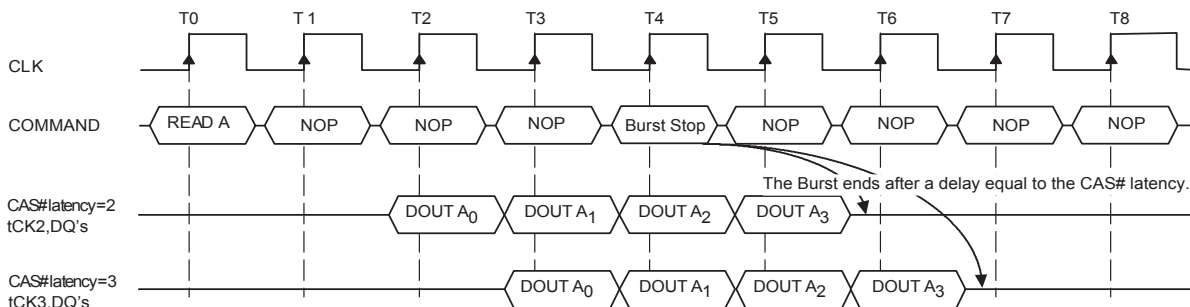 T0 T1 T2 T3 T4 T5 T6 T7 T8
CLK
COMMAND READ A NOP NOP NOP Burst Stop NOP NOP NOP NOP
The Burst ends after a delay equal to the CAS# latency.
CAS# latency=2
tCK2,DQ's
DOUT A0 DOUT A1 DOUT A2 DOUT A3
CAS# latency=3
tCK3,DQ's
DOUT A0 DOUT A1 DOUT A2 DOUT A3